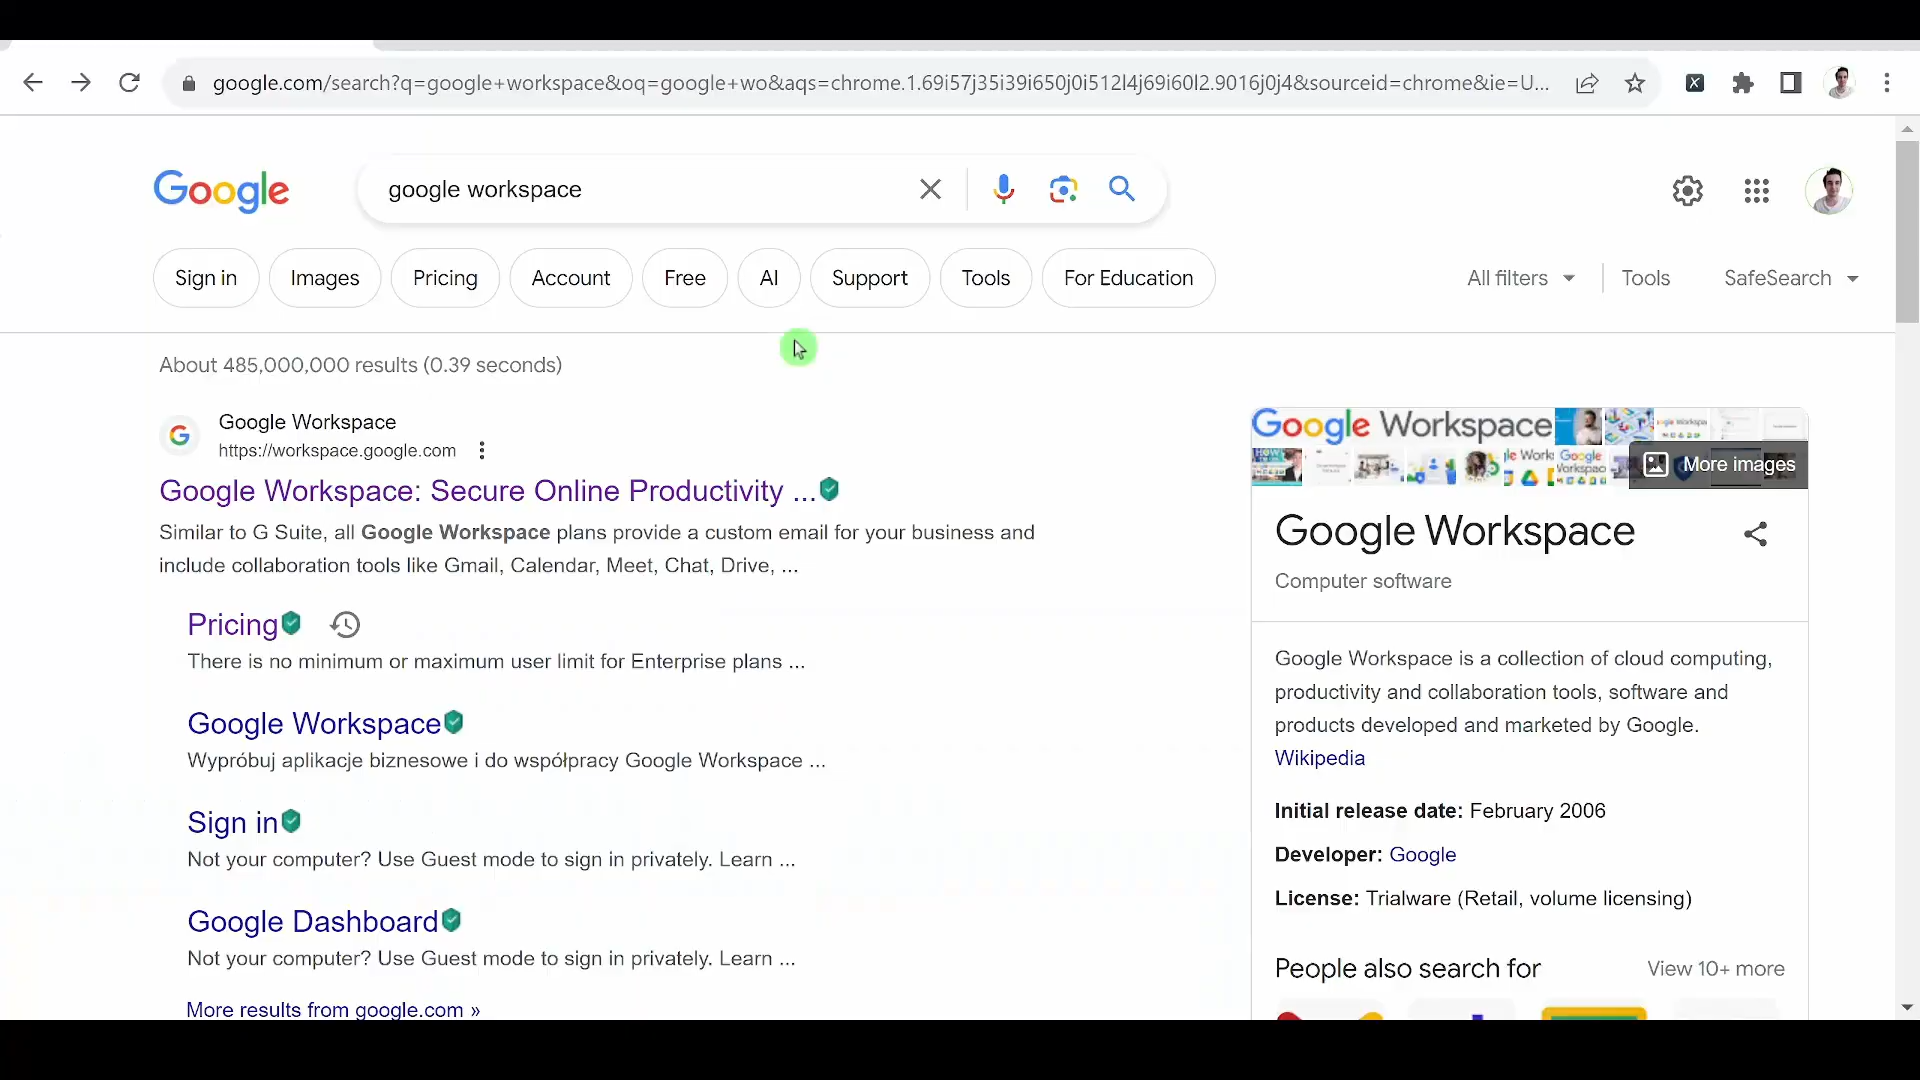 google.com/search?q=google+workspace&oq=google+wo&aqs=chrome.1.69i57j35i39i650j0i512l4j69i60l2.9016j0j4&sourceid=chrome&ie=U...
Google
google workspace
Sign in
Images
Pricing
Account
Free
AI
Support
Tools
For Education
All filters
Tools
SafeSearch
About 485,000,000 results (0.39 seconds)
Google Workspace
https://workspace.google.com
Google Workspace: Secure Online Productivity ...
Similar to G Suite, all Google Workspace plans provide a custom email for your business and
include collaboration tools like Gmail, Calendar, Meet, Chat, Drive, ...
Pricing
There is no minimum or maximum user limit for Enterprise plans ...
Google Workspace
Wypróbuj aplikacje biznesowe i do współpracy Google Workspace ...
Sign in
Not your computer? Use Guest mode to sign in privately. Learn ...
Google Dashboard
Not your computer? Use Guest mode to sign in privately. Learn ...
More results from google.com »
Google Workspace
More images
Google Workspace
Computer software
Google Workspace is a collection of cloud computing,
productivity and collaboration tools, software and
products developed and marketed by Google.
Wikipedia
Initial release date: February 2006
Developer: Google
License: Trialware (Retail, volume licensing)
People also search for
View 10+ more